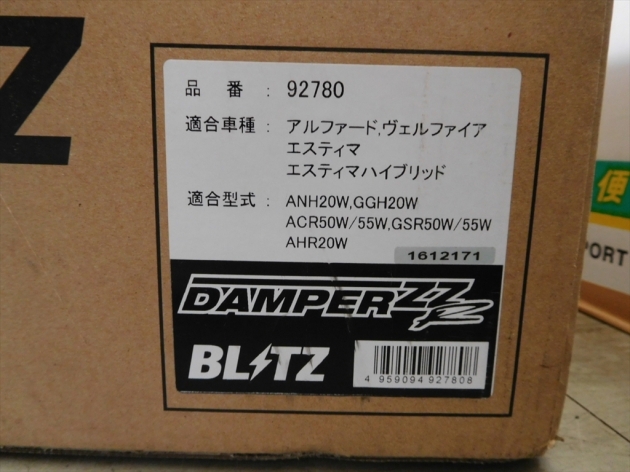 Z
品 番 : 92780
適合車種 : アルファード,ヴェルファイア
エスティマ
エスティマハイブリッド
適合型式 : ANH20W,GGH20W
ACR50W/55W,GSR50W/55W
AHR20W
1612171
DAMPER ZZR
BLITZ
4 959094 927808
便
PORT